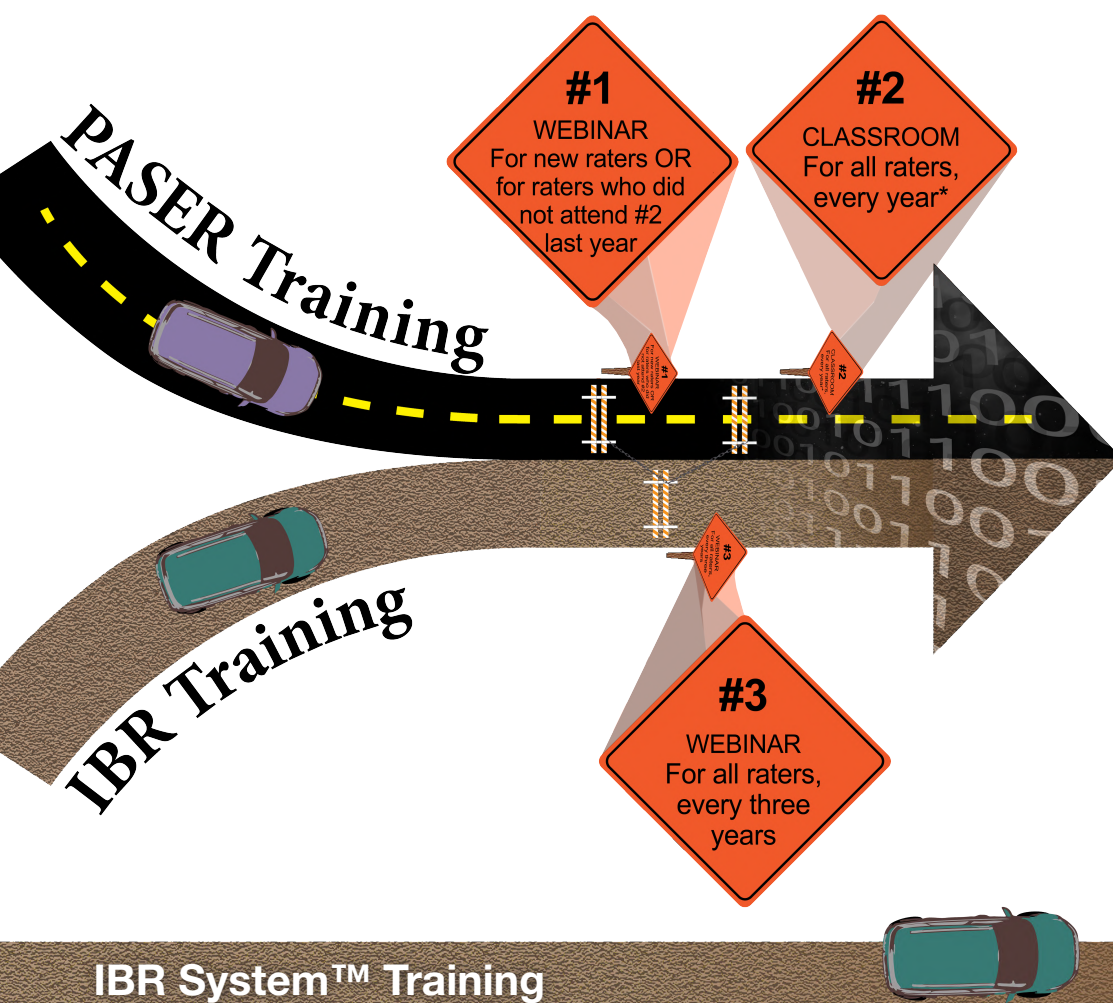 PASER Training
#1
WEBINAR
For new raters OR
for raters who did
not attend #2
last year
#2
CLASSROOM
For all raters,
every year*
IBR Training
#3
WEBINAR
For all raters,
every three
years
IBR System™ Training